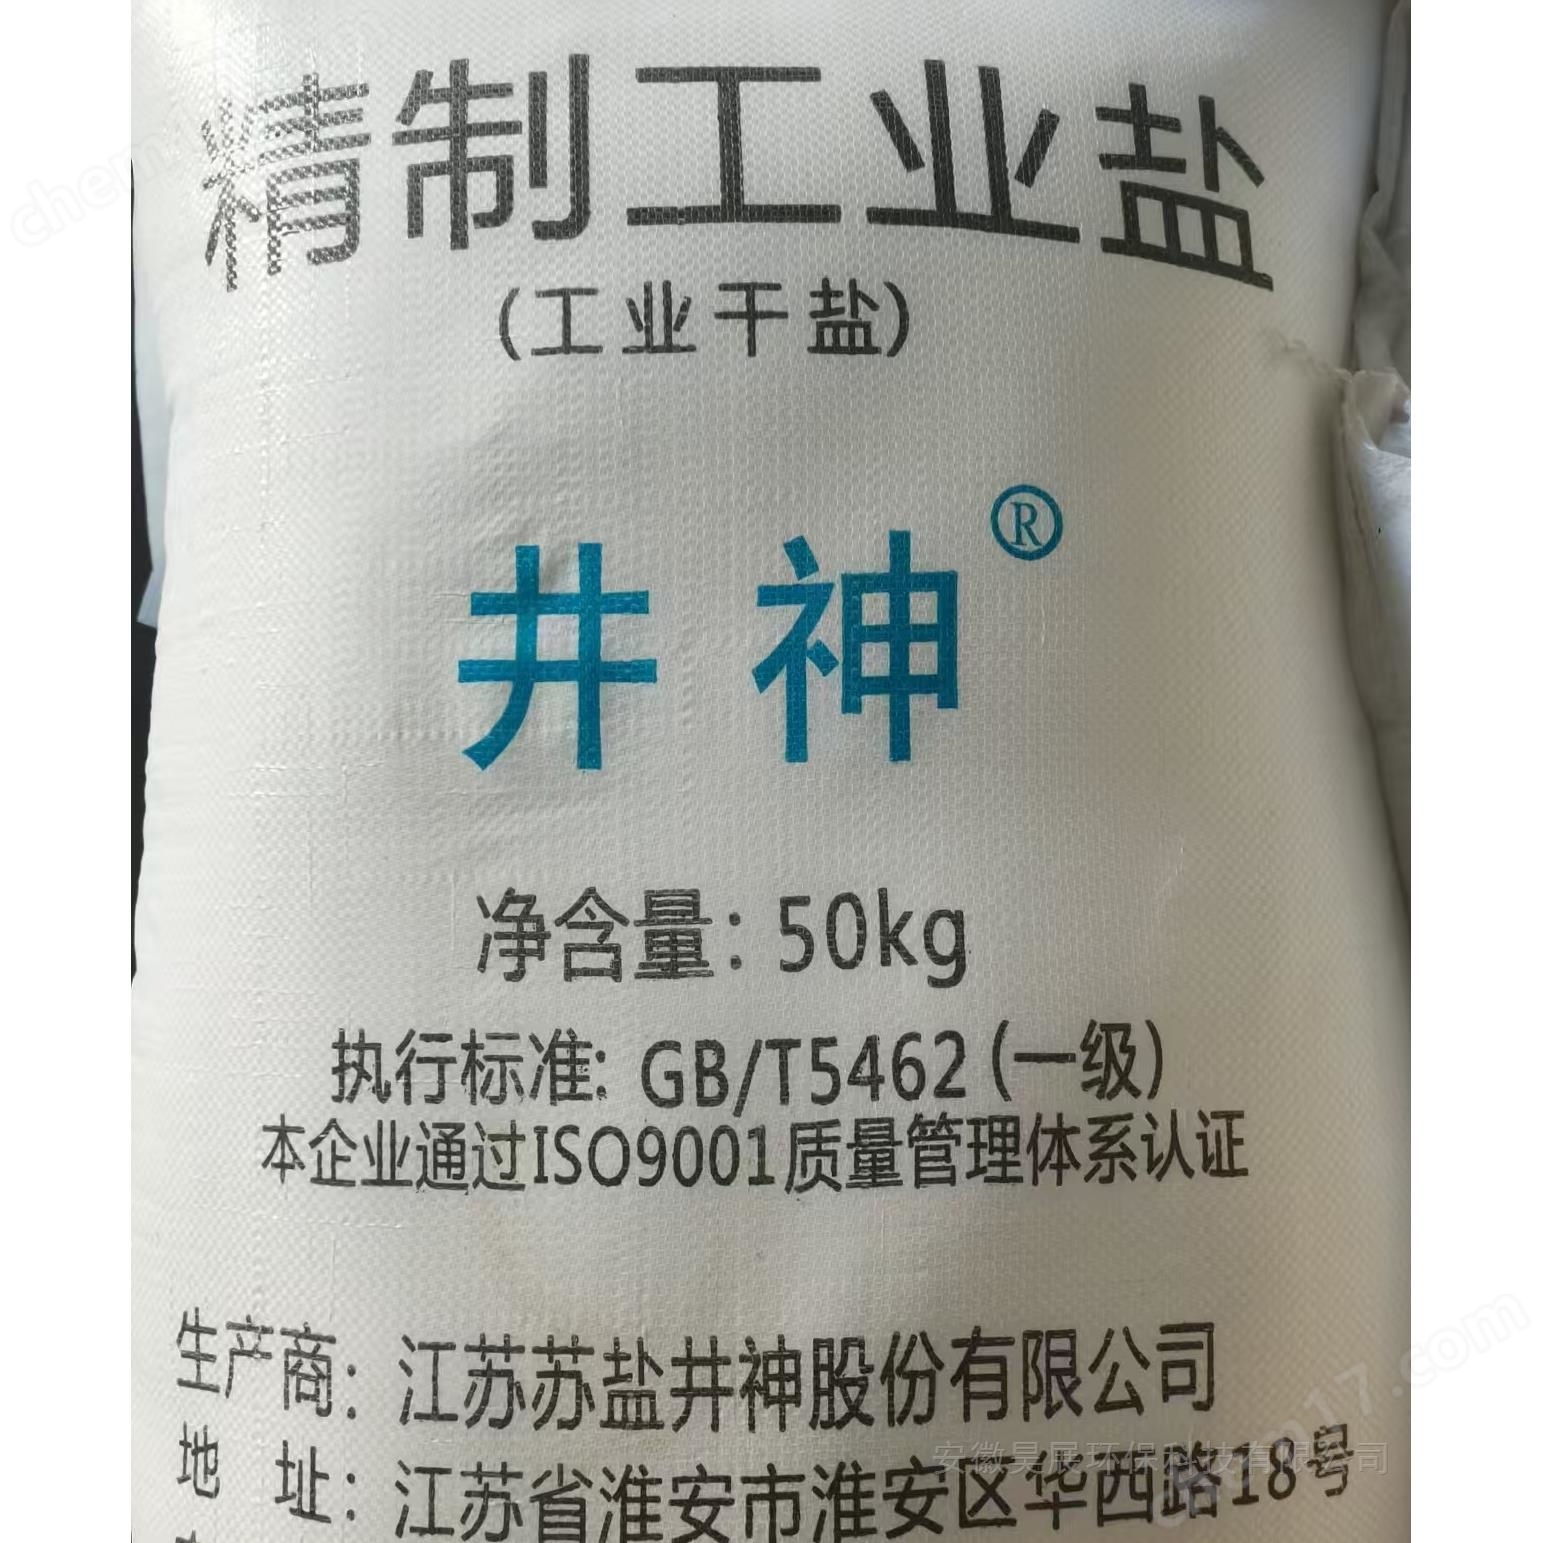 精制工业盐
(工业干盐)
井神®
净含量：50kg
执行标准：GB/T5462(一级)
本企业通过ISO9001质量管理体系认证
生产商：江苏苏盐井神股份有限公司
地址：江苏省淮安市淮安区华西路18号
安徽昊展环保科技有限公司